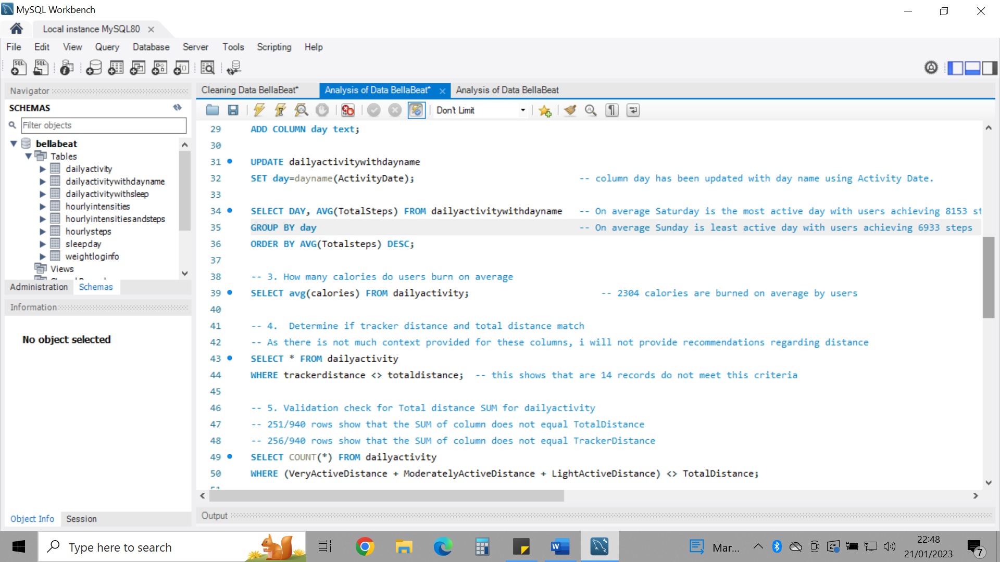 MySQL Workbench
Local instance MySQL80
File Edit View Query Database Server Tools Scripting Help
Navigator
SCHEMAS
Filter objects
bellabeat
Tables
dailyactivity
dailyactivitywithdayname
dailyactivitywithsleep
hourlyintensities
hourlyintensitiesandsteps
hourlysteps
sleepday
weightloginfo
Views
Administration Schemas
Information
No object selected
Object Info Session
Cleaning Data BellaBeat* Analysis of Data BellaBeat* Analysis of Data BellaBeat
Don't Limit
29 ADD COLUMN day text;
30
31 UPDATE dailyactivitywithdayname
32 SET day=dayname(ActivityDate); -- column day has been updated with day name using Activity Date.
33
34 SELECT DAY, AVG(TotalSteps) FROM dailyactivitywithdayname -- On average Saturday is the most active day with users achieving 8153 st
35 GROUP BY day -- On average Sunday is least active day with users achieving 6933 steps
36 ORDER BY AVG(Totalsteps) DESC;
37
38 -- 3. How many calories do users burn on average
39 SELECT avg(calories) FROM dailyactivity; -- 2304 calories are burned on average by users
40
41 -- 4. Determine if tracker distance and total distance match
42 -- As there is not much context provided for these columns, i will not provide recommendations regarding distance
43 SELECT * FROM dailyactivity
44 WHERE trackerdistance <> totaldistance; -- this shows that are 14 records do not meet this criteria
45
46 -- 5. Validation check for Total distance SUM for dailyactivity
47 -- 251/940 rows show that the SUM of column does not equal TotalDistance
48 -- 256/940 rows show that the SUM of column does not equal TrackerDistance
49 SELECT COUNT(*) FROM dailyactivity
50 WHERE (VeryActiveDistance + ModeratelyActiveDistance + LightActiveDistance) <> TotalDistance;
Output
Type here to search
Mar...
22:48
21/01/2023
7